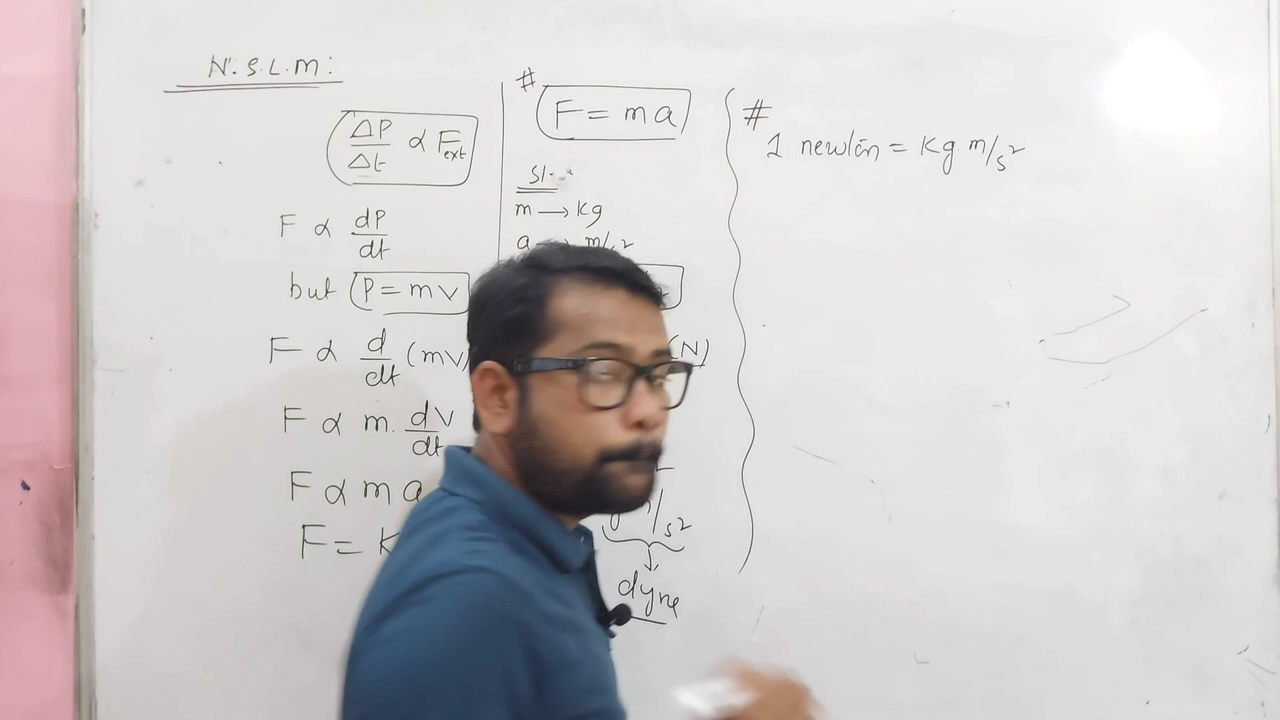 N.S.L.M:
ΔP/Δt ∝ Fext
F ∝ dP/dt
but P = mv
F ∝ d/dt (mv)
F ∝ m. dv/dt
F ∝ m a
F = K
#
F = ma
SI
m → kg
a → m/s²
(N)
m/s²
dyne
#
1 newton = kg m/s²